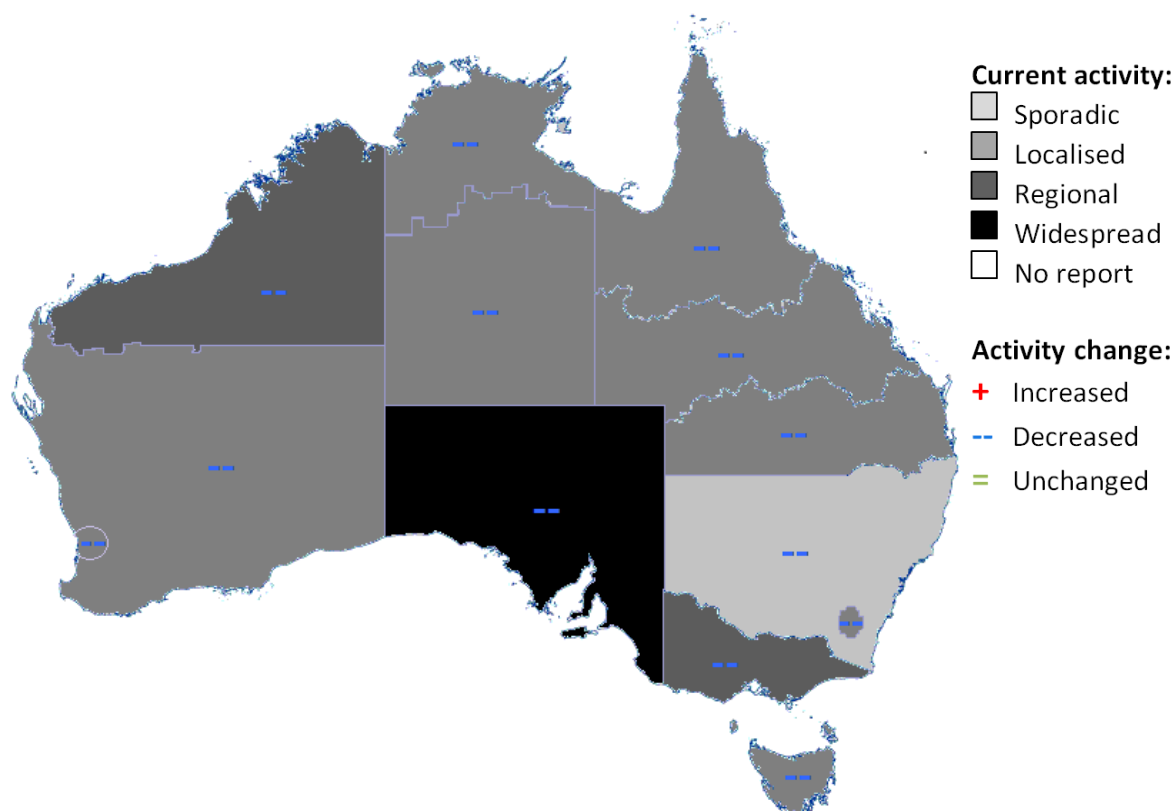 Current activity:
Sporadic
Localised
Regional
Widespread
No report
Activity change:
+ Increased
-- Decreased
= Unchanged